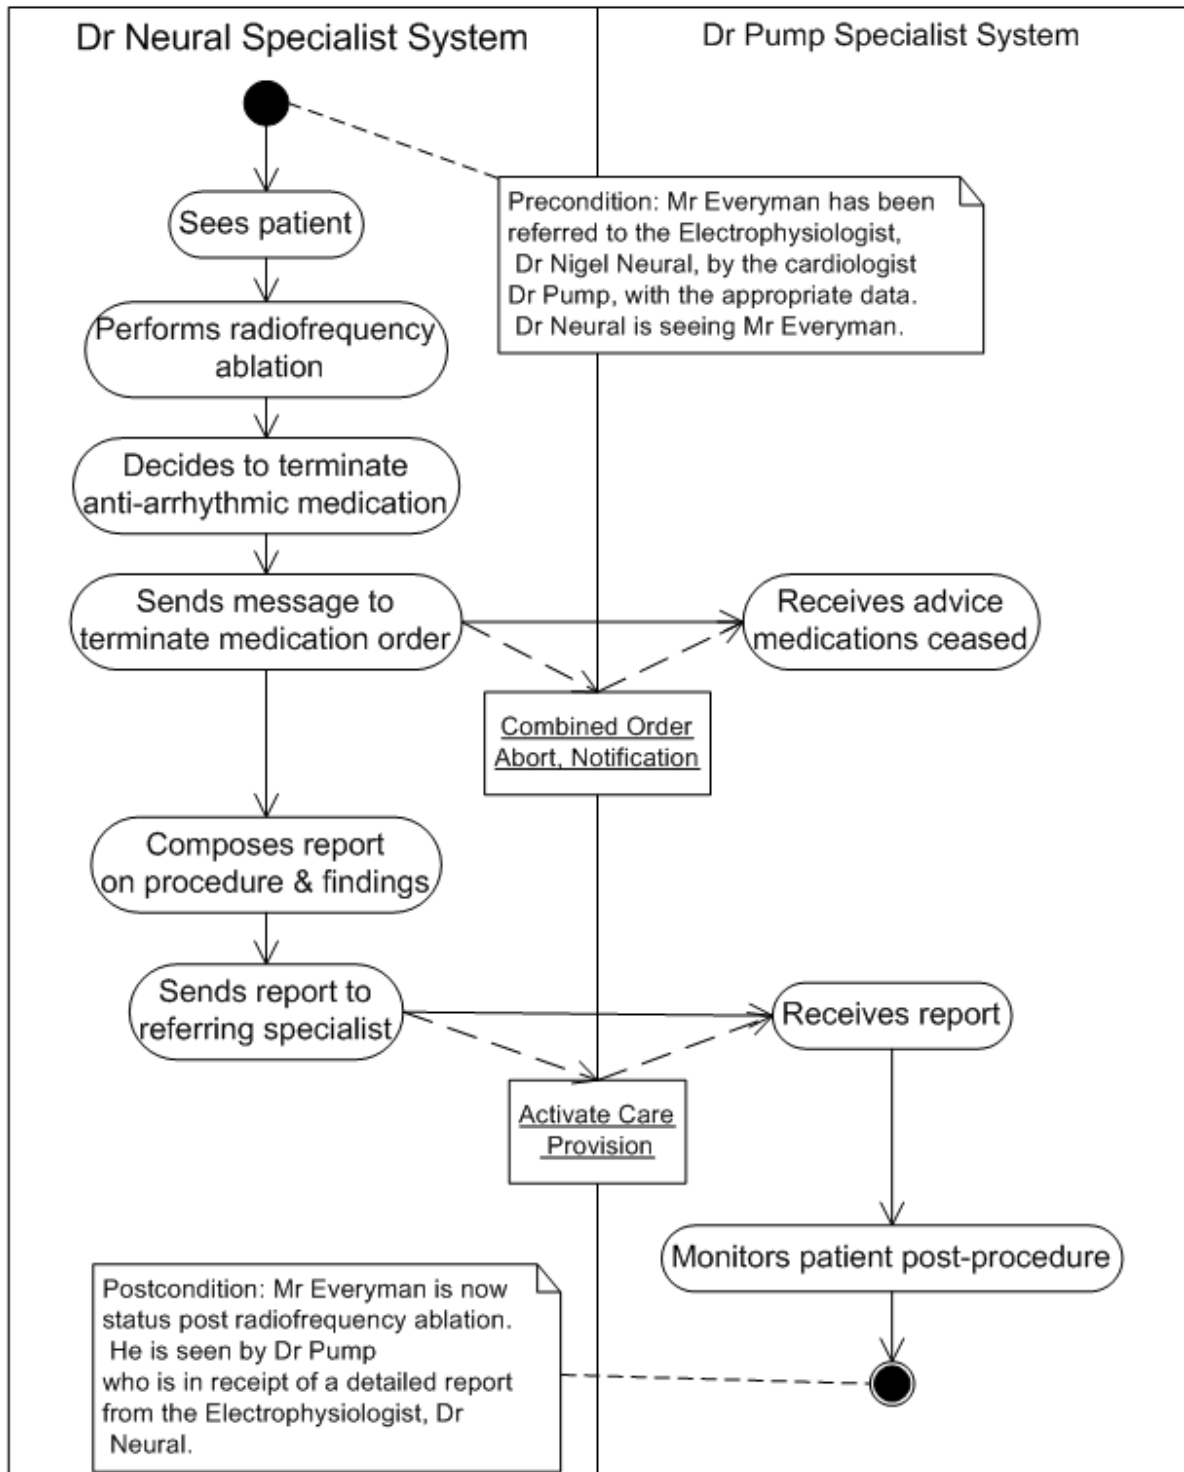 Dr Neural Specialist System
Dr Pump Specialist System
Precondition: Mr Everyman has been
referred to the Electrophysiologist,
Dr Nigel Neural, by the cardiologist
Dr Pump, with the appropriate data.
Dr Neural is seeing Mr Everyman.
Sees patient
Performs radiofrequency
ablation
Decides to terminate
anti-arrhythmic medication
Sends message to
terminate medication order
Receives advice
medications ceased
Combined Order
Abort, Notification
Composes report
on procedure & findings
Sends report to
referring specialist
Receives report
Activate Care
Provision
Monitors patient post-procedure
Postcondition: Mr Everyman is now
status post radiofrequency ablation.
He is seen by Dr Pump
who is in receipt of a detailed report
from the Electrophysiologist, Dr
Neural.